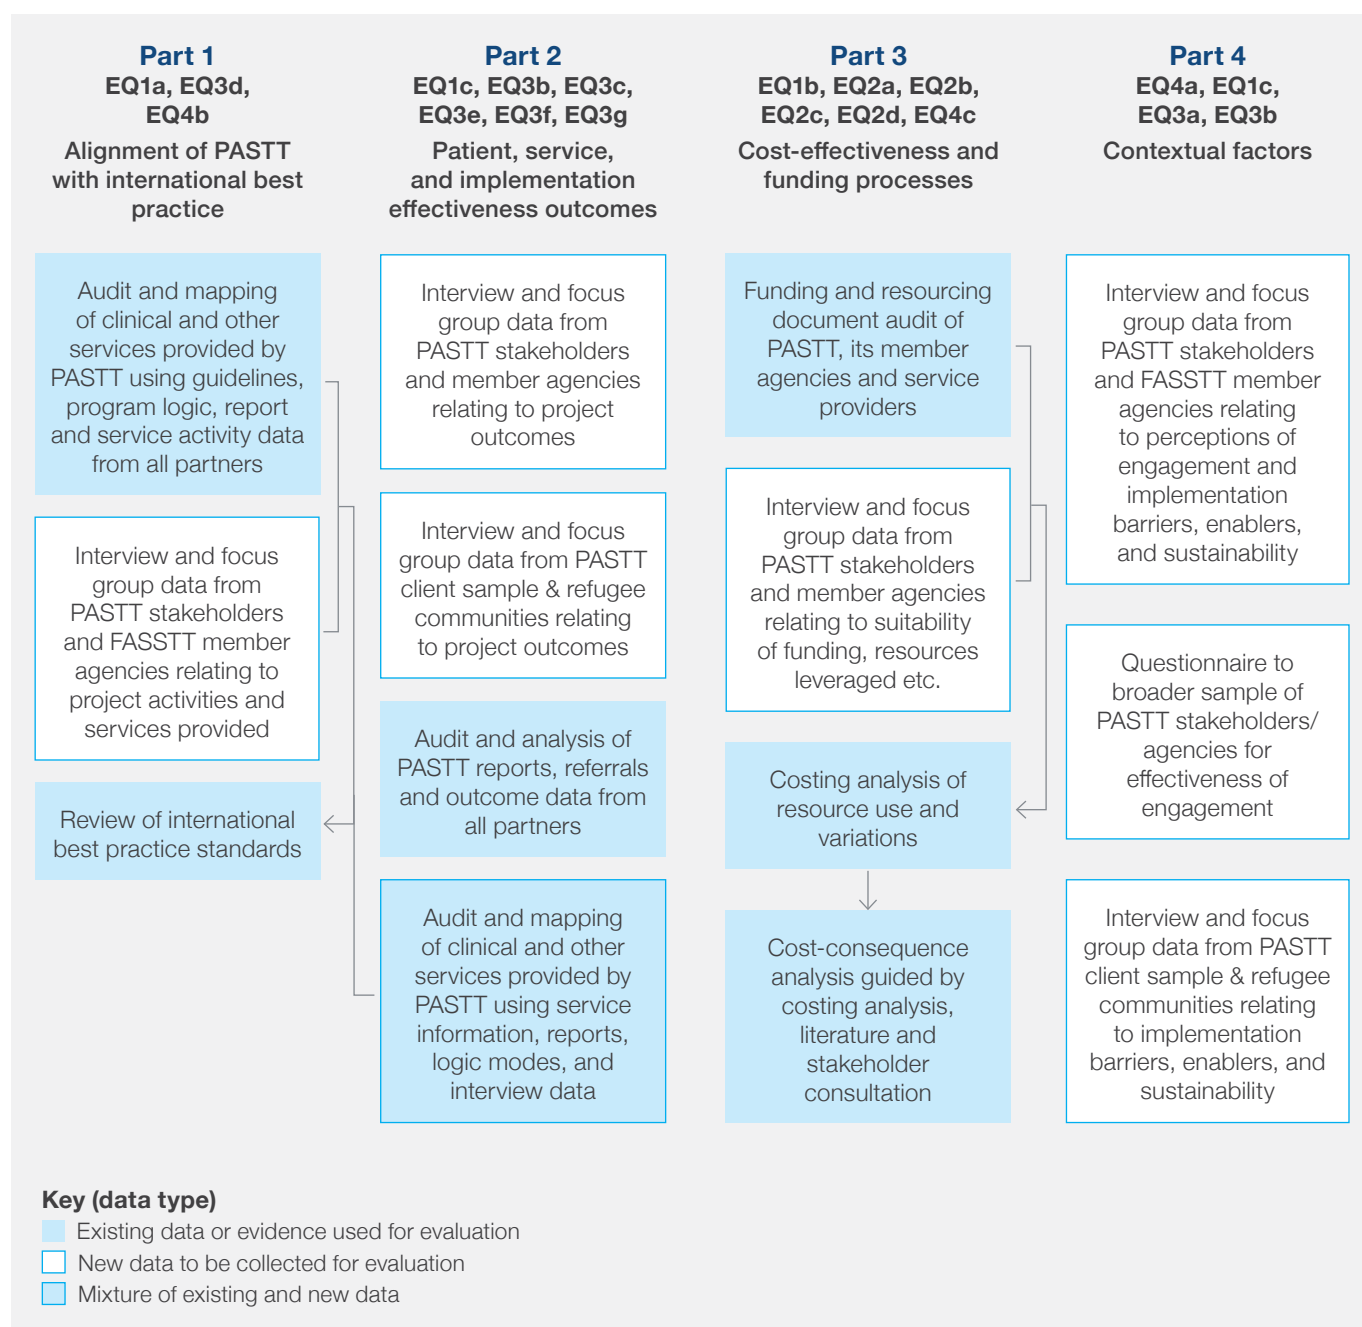 Part 1
EQ1a, EQ3d,
EQ4b
Alignment of PASTT
with international best
practice
Audit and mapping
of clinical and other
services provided by
PASTT using guidelines,
program logic, report
and service activity data
from all partners
Interview and focus
group data from
PASTT stakeholders
and FASSTT member
agencies relating to
project activities and
services provided
Review of international
best practice standards
Part 2
EQ1c, EQ3b, EQ3c,
EQ3e, EQ3f, EQ3g
Patient, service,
and implementation
effectiveness outcomes
Interview and focus
group data from
PASTT stakeholders
and member agencies
relating to project
outcomes
Interview and focus
group data from PASTT
client sample & refugee
communities relating
to project outcomes
Audit and analysis of
PASTT reports, referrals
and outcome data from
all partners
Audit and mapping
of clinical and other
services provided by
PASTT using service
information, reports,
logic modes, and
interview data
Part 3
EQ1b, EQ2a, EQ2b,
EQ2c, EQ2d, EQ4c
Cost-effectiveness and
funding processes
Funding and resourcing
document audit of
PASTT, its member
agencies and service
providers
Interview and focus
group data from
PASTT stakeholders
and member agencies
relating to suitability
of funding, resources
leveraged etc.
Costing analysis of
resource use and
variations
Cost-consequence
analysis guided by
costing analysis,
literature and
stakeholder
consultation
Part 4
EQ4a, EQ1c,
EQ3a, EQ3b
Contextual factors
Interview and focus
group data from
PASTT stakeholders
and FASSTT member
agencies relating
to perceptions of
engagement and
implementation
barriers, enablers,
and sustainability
Questionnaire to
broader sample of
PASTT stakeholders/
agencies for
effectiveness of
engagement
Interview and focus
group data from PASTT
client sample & refugee
communities relating
to implementation
barriers, enablers, and
sustainability
Key (data type)
Existing data or evidence used for evaluation
New data to be collected for evaluation
Mixture of existing and new data